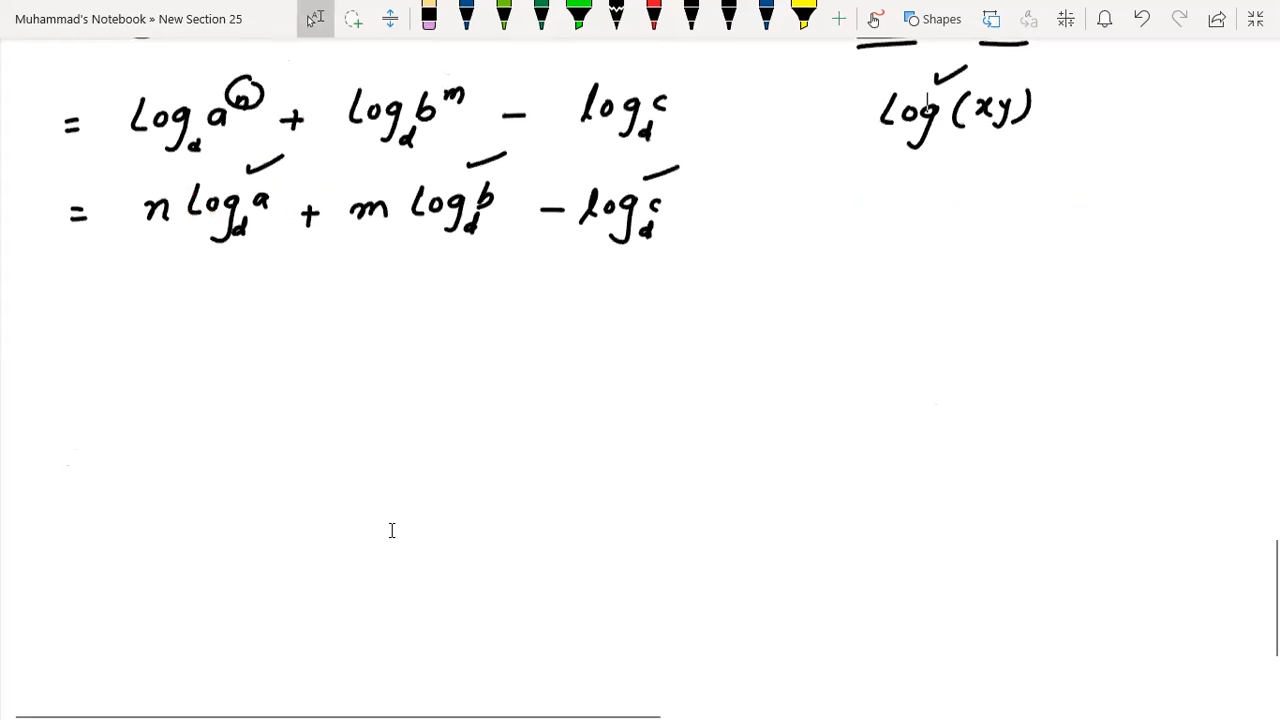 Muhammad's Notebook » New Section 25
Shapes
= Log_d a^n + log_d b^m - log_d c
Log (xy)
= n Log_d a + m Log_d b - log_d c